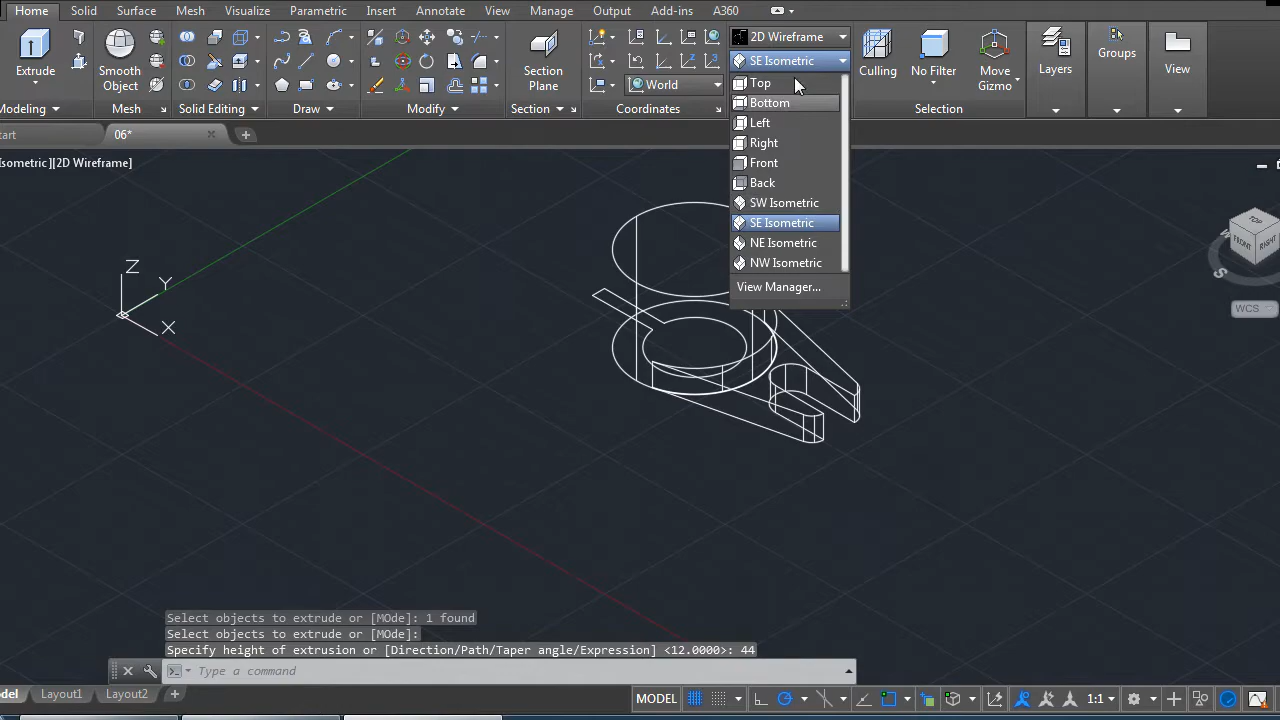 Home Solid Surface Mesh Visualize Parametric Insert Annotate View Manage Output Add-ins A360
2D Wireframe
SE Isometric
World
Extrude
Smooth
Object
Section
Plane
Culling
No Filter
Move
Gizmo
Layers
Groups
View
Modeling Mesh Solid Editing Draw Modify Section Coordinates Selection
tart
06*
Isometric][2D Wireframe]
Top
Bottom
Left
Right
Front
Back
SW Isometric
SE Isometric
NE Isometric
NW Isometric
View Manager...
TOP
FRONT
RIGHT
W
S
WCS
Z
Y
X
Select objects to extrude or [MOde]: 1 found
Select objects to extrude or [MOde]:
Specify height of extrusion or [Direction/Path/Taper angle/Expression] <12.0000>: 44
Type a command
odel Layout1 Layout2
MODEL
1:1